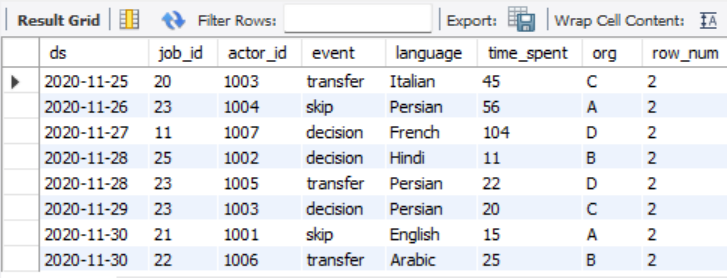 Result Grid Filter Rows: Export: Wrap Cell Content: IA
ds job_id actor_id event language time_spent org row_num
2020-11-25 20 1003 transfer Italian 45 C 2
2020-11-26 23 1004 skip Persian 56 A 2
2020-11-27 11 1007 decision French 104 D 2
2020-11-28 25 1002 decision Hindi 11 B 2
2020-11-28 23 1005 transfer Persian 22 D 2
2020-11-29 23 1003 decision Persian 20 C 2
2020-11-30 21 1001 skip English 15 A 2
2020-11-30 22 1006 transfer Arabic 25 B 2